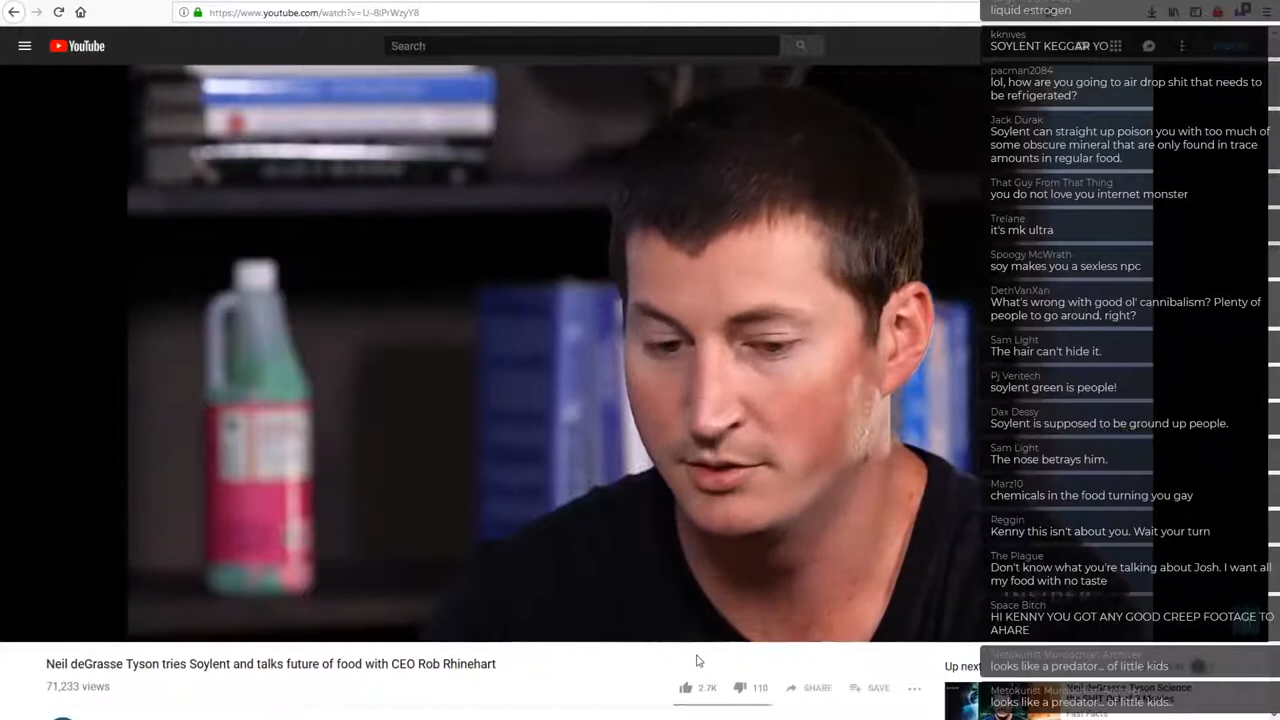 https://www.youtube.com/watch?v=U-8iPrWzyY8
YouTube
Search
Neil deGrasse Tyson tries Soylent and talks future of food with CEO Rob Rhinehart
71,233 views
2.7K
110
SHARE
SAVE
Up next
liquid estrogen
kknives
SOYLENT KEGGAR YO
pacman2084
lol, how are you going to air drop shit that needs to
be refrigerated?
Jack Durak
Soylent can straight up poison you with too much of
some obscure mineral that are only found in trace
amounts in regular food.
That Guy From That Thing
you do not love you internet monster
Trelane
it's mk ultra
Spoogy McWrath
soy makes you a sexless npc
DethVanXan
What's wrong with good ol' cannibalism? Plenty of
people to go around, right?
Sam Light
The hair can't hide it.
Pj Veritech
soylent green is people!
Dax Dessy
Soylent is supposed to be ground up people.
Sam Light
The nose betrays him.
Marz10
chemicals in the food turning you gay
Reggin
Kenny this isn't about you. Wait your turn
The Plague
Don't know what you're talking about Josh. I want all
my food with no taste
Space Bitch
HI KENNY YOU GOT ANY GOOD CREEP FOOTAGE TO
AHARE
looks like a predator... of little kids
looks like a predator... of little kids..